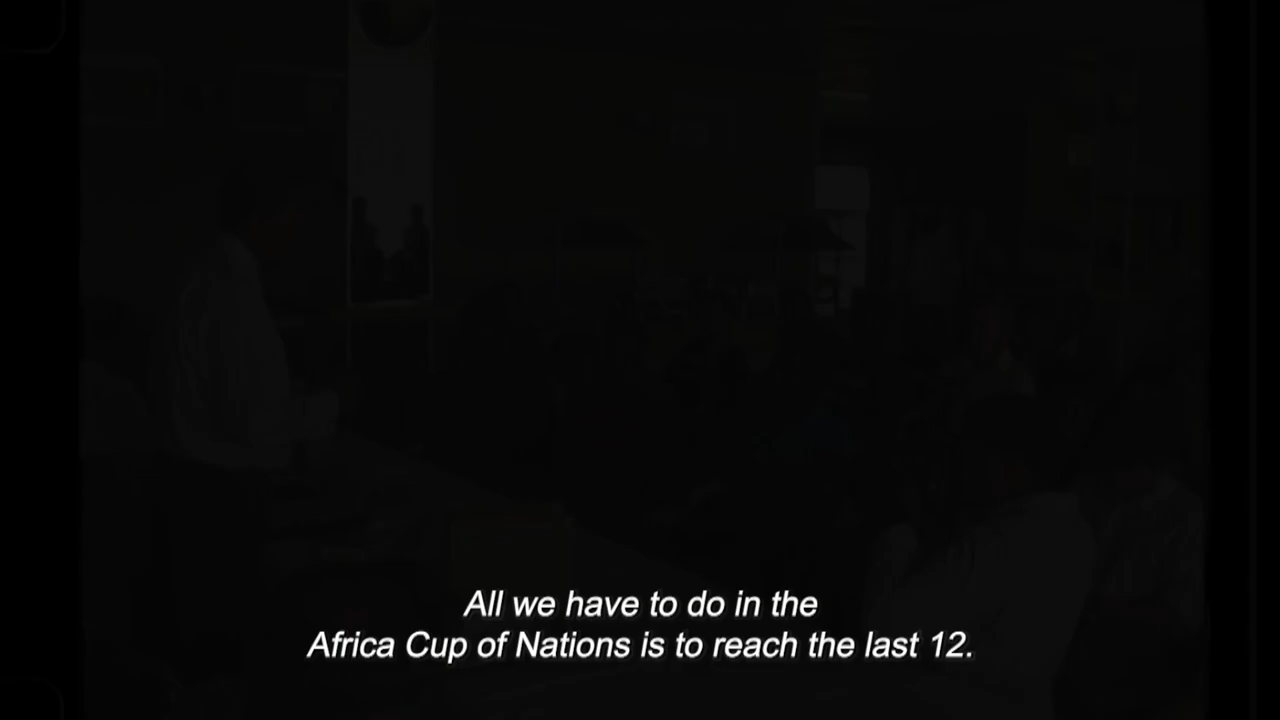 All we have to do in the
Africa Cup of Nations is to reach the last 12.